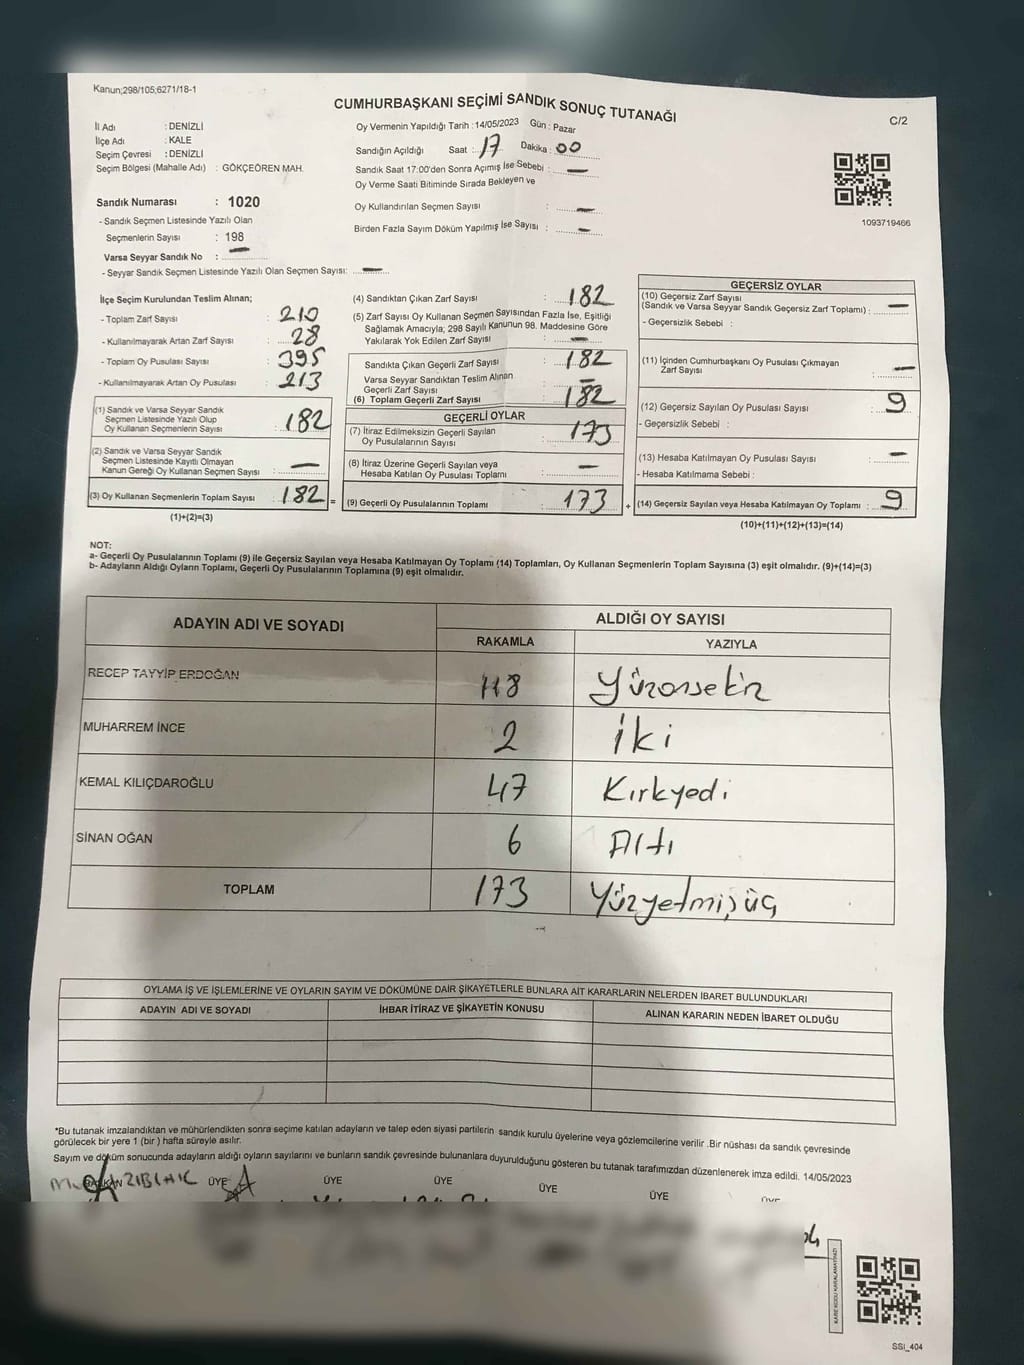 Kanun;298/105;6271/18-1
CUMHURBAŞKANI SEÇİMİ SANDIK SONUÇ TUTANAĞI
C/2
İl Adı : DENİZLİ
İlçe Adı : KALE
Seçim Çevresi : DENİZLİ
Seçim Bölgesi (Mahalle Adı) : GÖKÇEÖREN MAH.
Sandık Numarası : 1020
- Sandık Seçmen Listesinde Yazılı Olan
Seçmenlerin Sayısı : 198
Varsa Seyyar Sandık No : —
- Seyyar Sandık Seçmen Listesinde Yazılı Olan Seçmen Sayısı: —
Oy Vermenin Yapıldığı Tarih : 14/05/2023 Gün : Pazar
Sandığın Açıldığı Saat : 17 Dakika : 00
Sandık Saat 17:00'den Sonra Açımış İse Sebebi : —
Oy Verme Saati Bitiminde Sırada Bekleyen ve
Oy Kullandırılan Seçmen Sayısı : —
Birden Fazla Sayım Döküm Yapılmış İse Sayısı : —
1093719466
İlçe Seçim Kurulundan Teslim Alınan;
- Toplam Zarf Sayısı : 210
- Kullanılmayarak Artan Zarf Sayısı : 28
- Toplam Oy Pusulası Sayısı : 395
- Kullanılmayarak Artan Oy Pusulası : 213
(1) Sandık ve Varsa Seyyar Sandık
Seçmen Listesinde Yazılı Olup
Oy Kullanan Seçmenlerin Sayısı : 182
(2) Sandık ve Varsa Seyyar Sandık
Seçmen Listesinde Kayıtlı Olmayan
Kanun Gereği Oy Kullanan Seçmen Sayısı : —
(3) Oy Kullanan Seçmenlerin Toplam Sayısı : 182 =
(1)+(2)=(3)
(4) Sandıktan Çıkan Zarf Sayısı : 182
(5) Zarf Sayısı Oy Kullanan Seçmen Sayısından Fazla İse, Eşitliği
Sağlamak Amacıyla; 298 Sayılı Kanunun 98. Maddesine Göre
Yakılarak Yok Edilen Zarf Sayısı : —
Sandıkta Çıkan Geçerli Zarf Sayısı : 182
Varsa Seyyar Sandıktan Teslim Alınan
Geçerli Zarf Sayısı : —
(6) Toplam Geçerli Zarf Sayısı : 182
GEÇERLİ OYLAR
(7) İtiraz Edilmeksizin Geçerli Sayılan
Oy Pusulalarının Sayısı : 173
(8) İtiraz Üzerine Geçerli Sayılan veya
Hesaba Katılan Oy Pusulası Toplamı : —
(9) Geçerli Oy Pusulalarının Toplamı : 173 +
GEÇERSİZ OYLAR
(10) Geçersiz Zarf Sayısı
(Sandık ve Varsa Seyyar Sandık Geçersiz Zarf Toplamı) : —
- Geçersizlik Sebebi :
(11) İçinden Cumhurbaşkanı Oy Pusulası Çıkmayan
Zarf Sayısı : —
(12) Geçersiz Sayılan Oy Pusulası Sayısı : 9
- Geçersizlik Sebebi :
(13) Hesaba Katılmayan Oy Pusulası Sayısı : —
- Hesaba Katılmama Sebebi :
(14) Geçersiz Sayılan veya Hesaba Katılmayan Oy Toplamı : 9
(10)+(11)+(12)+(13)=(14)
NOT:
a- Geçerli Oy Pusulalarının Toplamı (9) ile Geçersiz Sayılan veya Hesaba Katılmayan Oy Toplamı (14) Toplamları, Oy Kullanan Seçmenlerin Toplam Sayısına (3) eşit olmalıdır. (9)+(14)=(3)
b- Adayların Aldığı Oyların Toplamı, Geçerli Oy Pusulalarının Toplamına (9) eşit olmalıdır.
ADAYIN ADI VE SOYADI
ALDIĞI OY SAYISI
RAKAMLA YAZIYLA
RECEP TAYYİP ERDOĞAN 118 Yüzonsekiz
MUHARREM İNCE 2 İki
KEMAL KILIÇDAROĞLU 47 Kırkyedi
SİNAN OĞAN 6 Altı
TOPLAM 173 Yüzyetmişüç
OYLAMA İŞ VE İŞLEMLERİNE VE OYLARIN SAYIM VE DÖKÜMÜNE DAİR ŞİKAYETLERLE BUNLARA AİT KARARLARIN NELERDEN İBARET BULUNDUKLARI
ADAYIN ADI VE SOYADI İHBAR İTİRAZ VE ŞİKAYETİN KONUSU ALINAN KARARIN NEDEN İBARET OLDUĞU
*Bu tutanak imzalandıktan ve mühürlendikten sonra seçime katılan adayların ve talep eden siyasi partilerin sandık kurulu üyelerine veya gözlemcilerine verilir .Bir nüshası da sandık çevresinde
görülecek bir yere 1 (bir ) hafta süreyle asılır.
Sayım ve döküm sonucunda adayların aldığı oyların sayılarını ve bunların sandık çevresinde bulunanlara duyurulduğunu gösteren bu tutanak tarafımızdan düzenlenerek imza edildi. 14/05/2023
BAŞKAN ÜYE ÜYE ÜYE ÜYE ÜYE ÜYE
SSİ_404